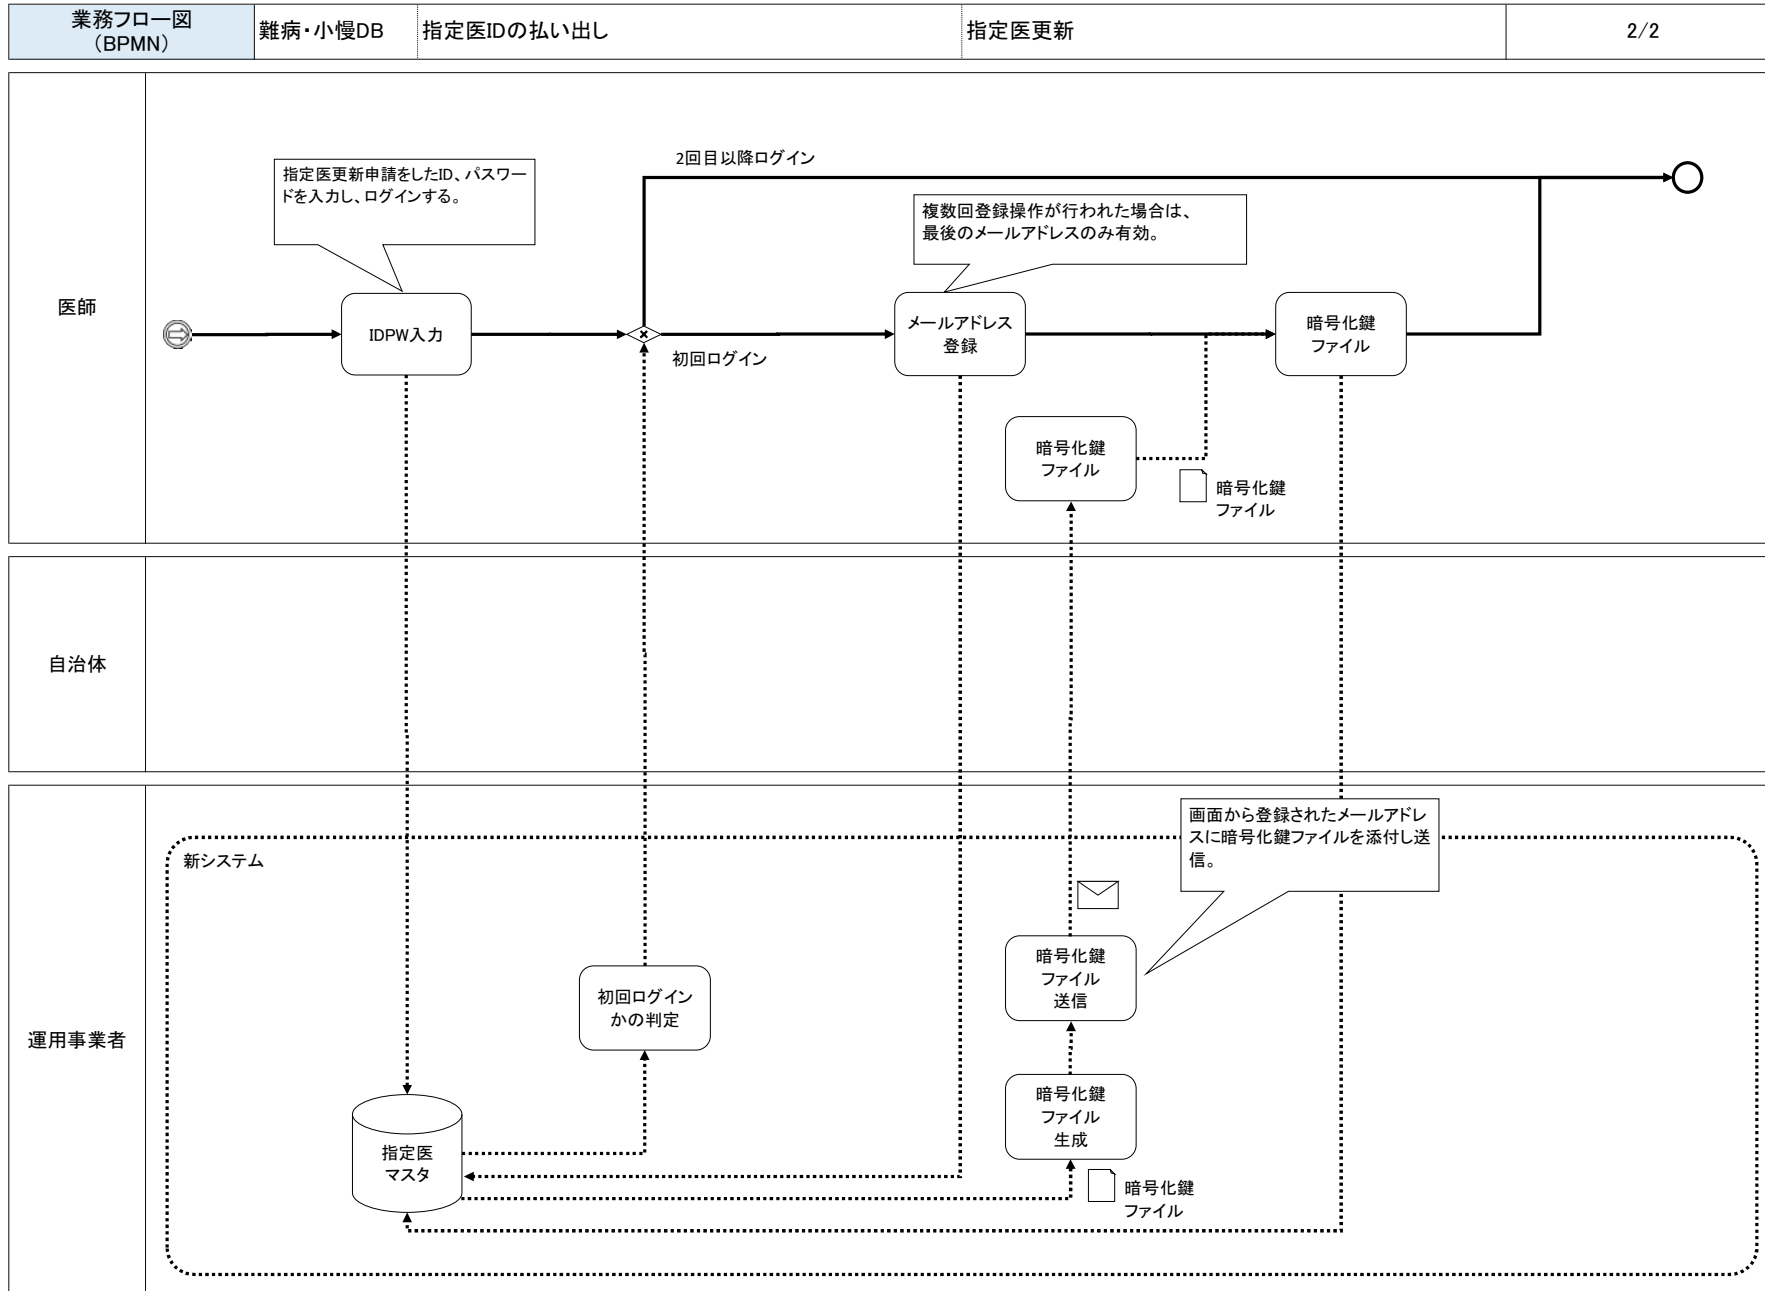 業務フロー図
（BPMN）
難病・小慢DB
指定医IDの払い出し
指定医更新
2/2
医師
指定医更新申請をしたID、パスワー
ドを入力し、ログインする。
2回目以降ログイン
複数回登録操作が行われた場合は、
最後のメールアドレスのみ有効。
IDPW入力
初回ログイン
メールアドレス
登録
暗号化鍵
ファイル
暗号化鍵
ファイル
暗号化鍵
ファイル
自治体
運用事業者
新システム
画面から登録されたメールアドレ
スに暗号化鍵ファイルを添付し送
信。
暗号化鍵
ファイル
送信
初回ログイン
かの判定
暗号化鍵
ファイル
生成
指定医
マスタ
暗号化鍵
ファイル